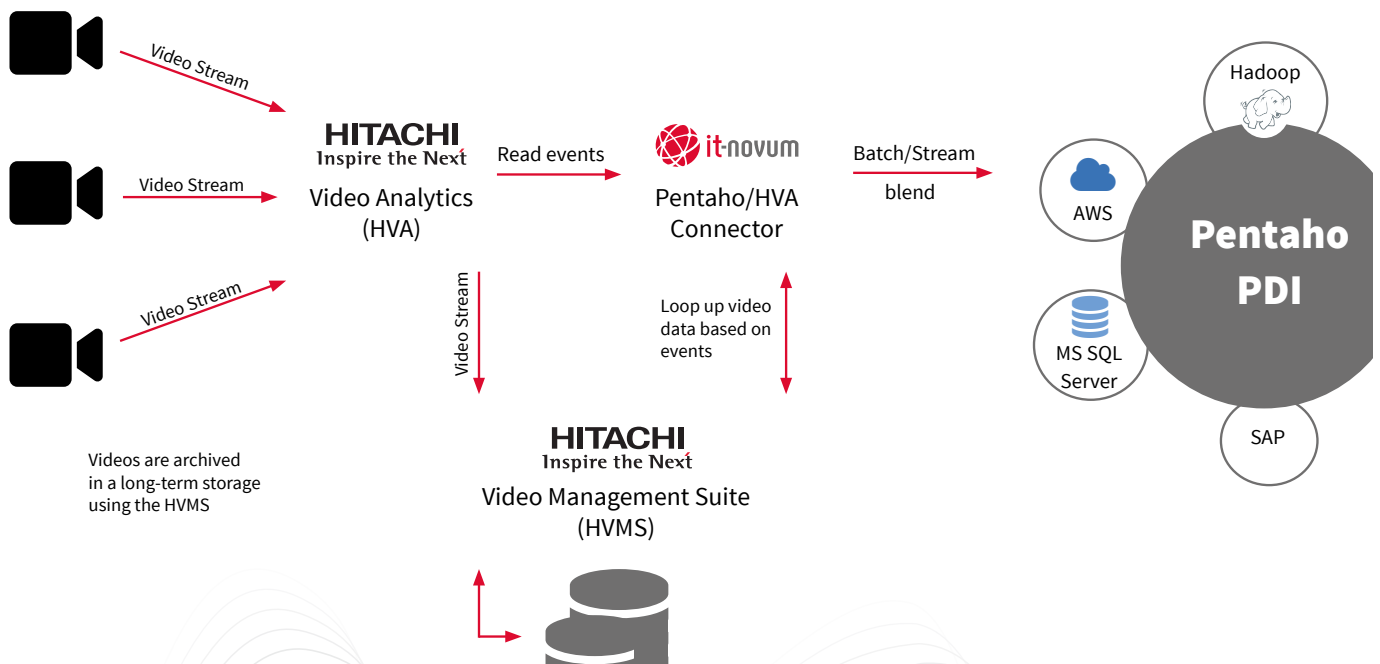 Video Stream
Video Stream
Video Stream
HITACHI
Inspire the Next
Video Analytics
(HVA)
Read events
it-novum
Pentaho/HVA
Connector
Batch/Stream
blend
Hadoop
AWS
MS SQL
Server
SAP
Pentaho
PDI
Video Stream
Loop up video
data based on
events
Videos are archived
in a long-term storage
using the HVMS
HITACHI
Inspire the Next
Video Management Suite
(HVMS)